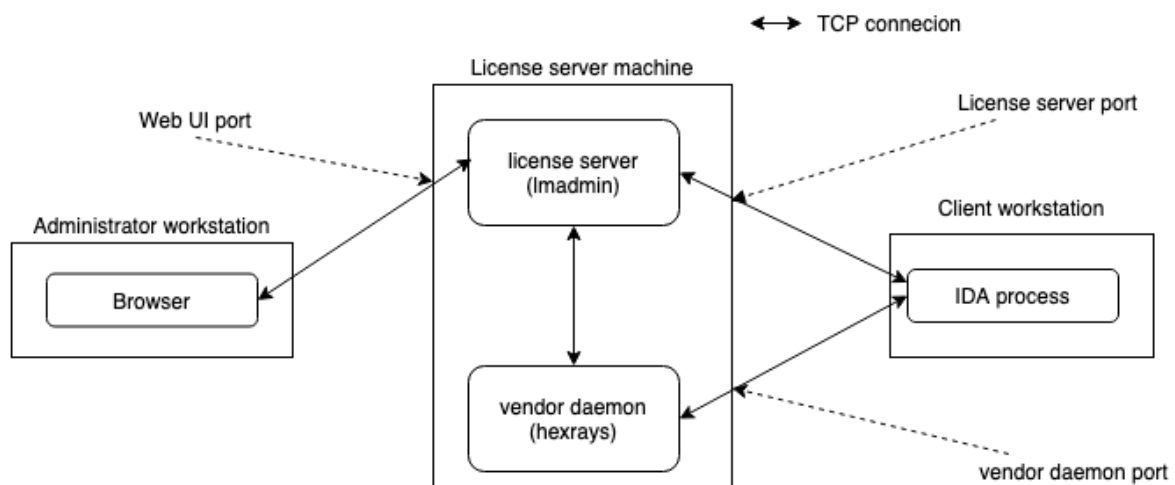 TCP connecion
License server machine
License server port
Web UI port
license server
(lmadmin)
Client workstation
Administrator workstation
Browser
IDA process
vendor daemon
(hexrays)
vendor daemon port